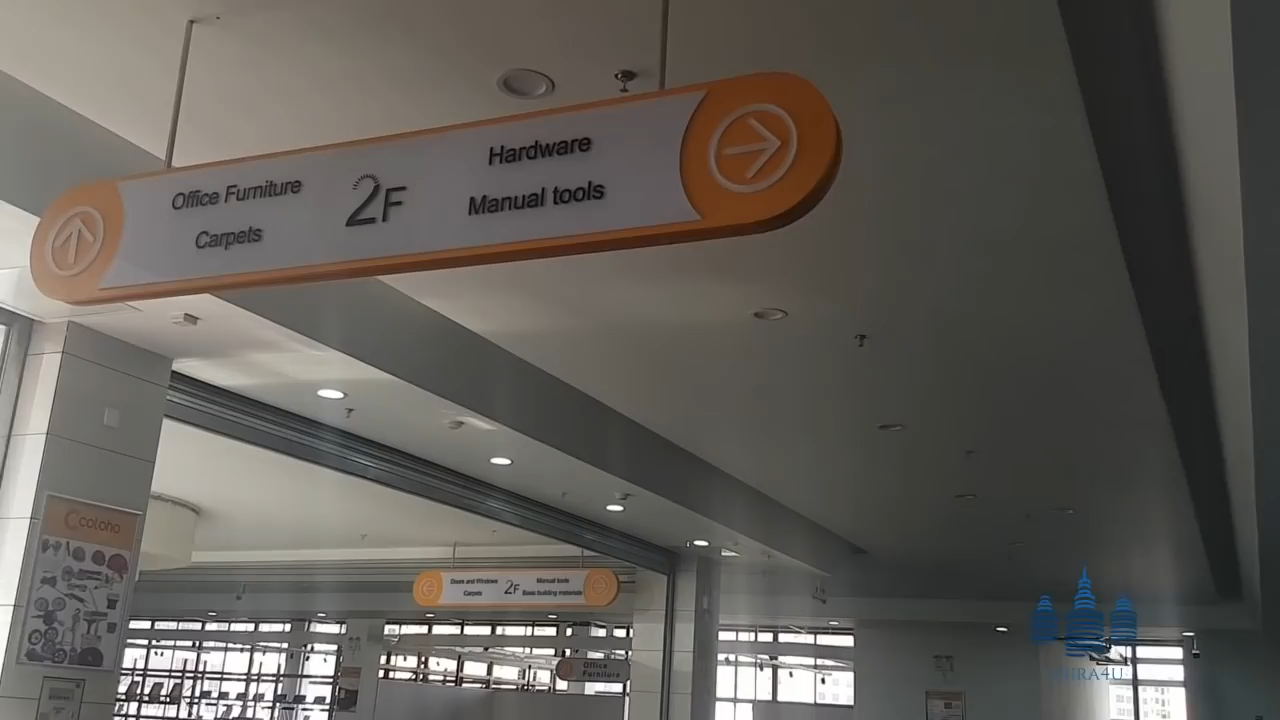 Office Furniture
Carpets
2F
Hardware
Manual tools
coloho
Doors and Windows
Carpets
2F
Manual tools
Basic building materials
Office
Furniture